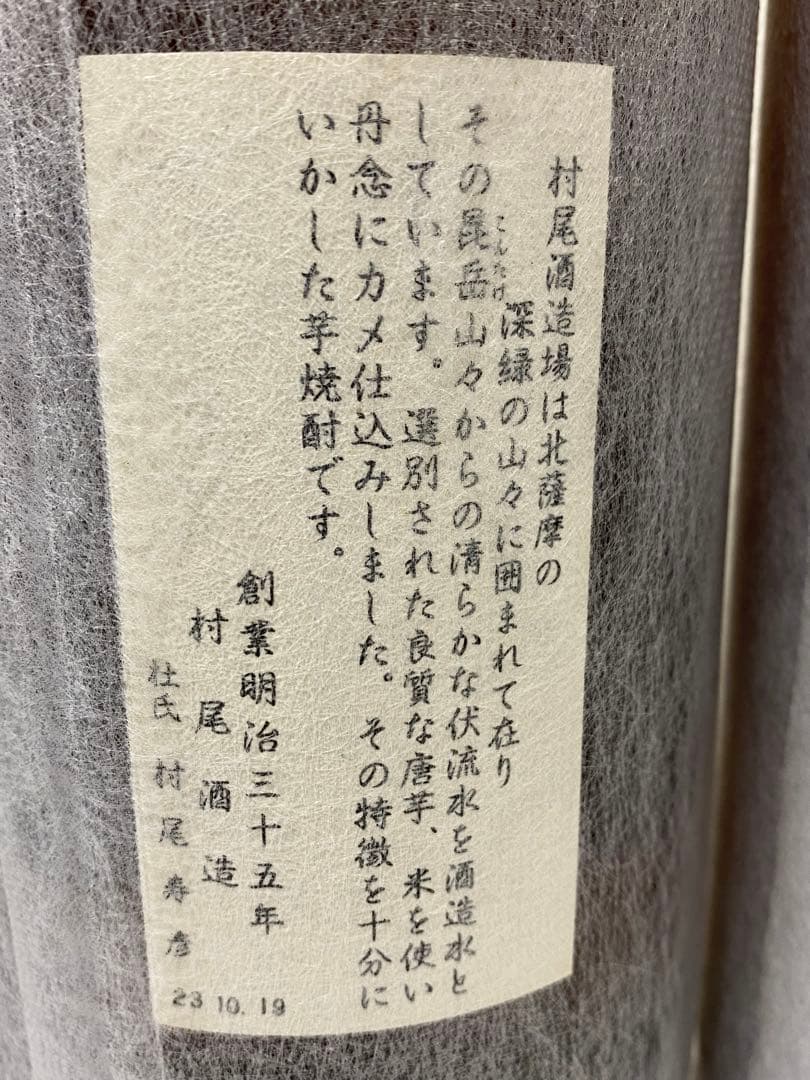 村尾酒造場は北薩摩の
深緑の山々に囲まれて在り
その昆岳山々からの清らかな伏流水を酒造水と
こんたけ
しています。選別された良質な唐芋、米を使い
丹念にカメ仕込みしました。その特徴を十分に
いかした芋焼酎です。
創業明治三十五年
村尾酒造
杜氏 村尾寿彦
23.10.19